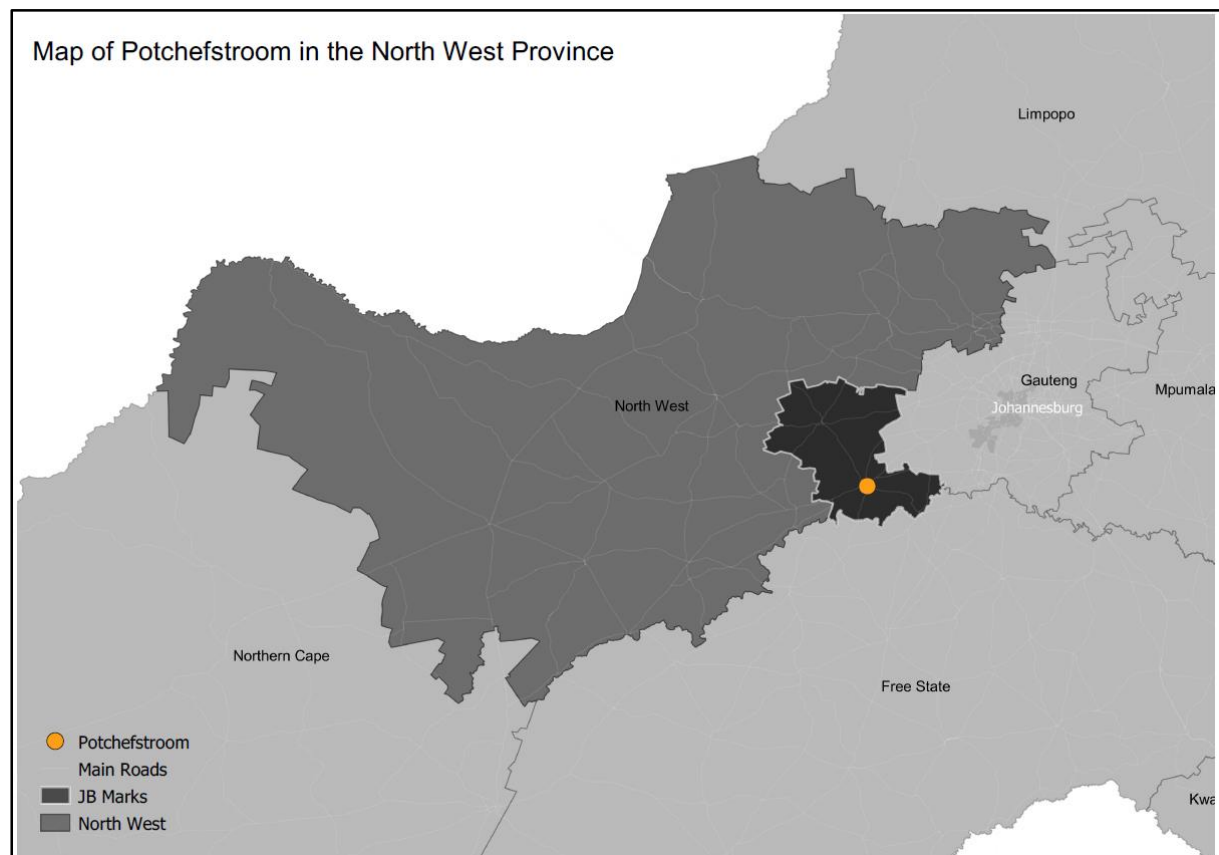 Map of Potchefstroom in the North West Province
Limpopo
Gauteng
Mpumala
Johannesburg
North West
Northern Cape
Free State
Potchefstroom
Main Roads
JB Marks
North West
Kwa